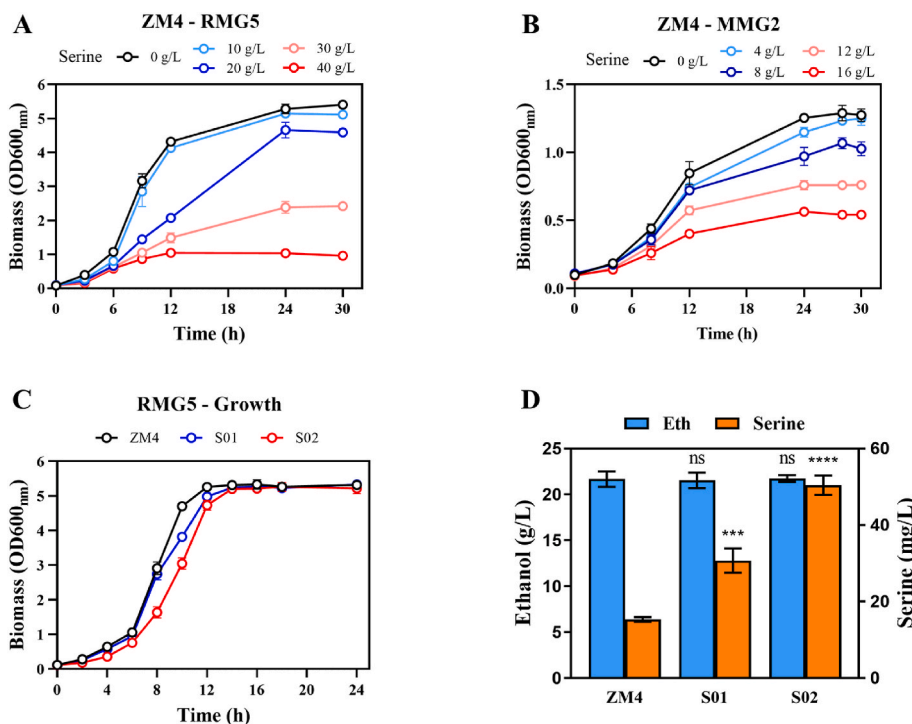 A
ZM4 - RMG5
Serine
0 g/L
10 g/L
30 g/L
20 g/L
40 g/L
Biomass (OD600nm)
6
5
4
3
2
1
0
0 6 12 18 24 30
Time (h)
B
ZM4 - MMG2
Serine
0 g/L
4 g/L
12 g/L
8 g/L
16 g/L
Biomass (OD600nm)
1.5
1.0
0.5
0.0
0 6 12 18 24 30
Time (h)
C
RMG5 - Growth
ZM4 S01 S02
Biomass (OD600nm)
6
5
4
3
2
1
0
0 4 8 12 16 20 24
Time (h)
D
Eth Serine
Ethanol (g/L)
25
20
15
10
5
0
ns
***
ns
****
60
40
20
0
Serine (mg/L)
ZM4 S01 S02